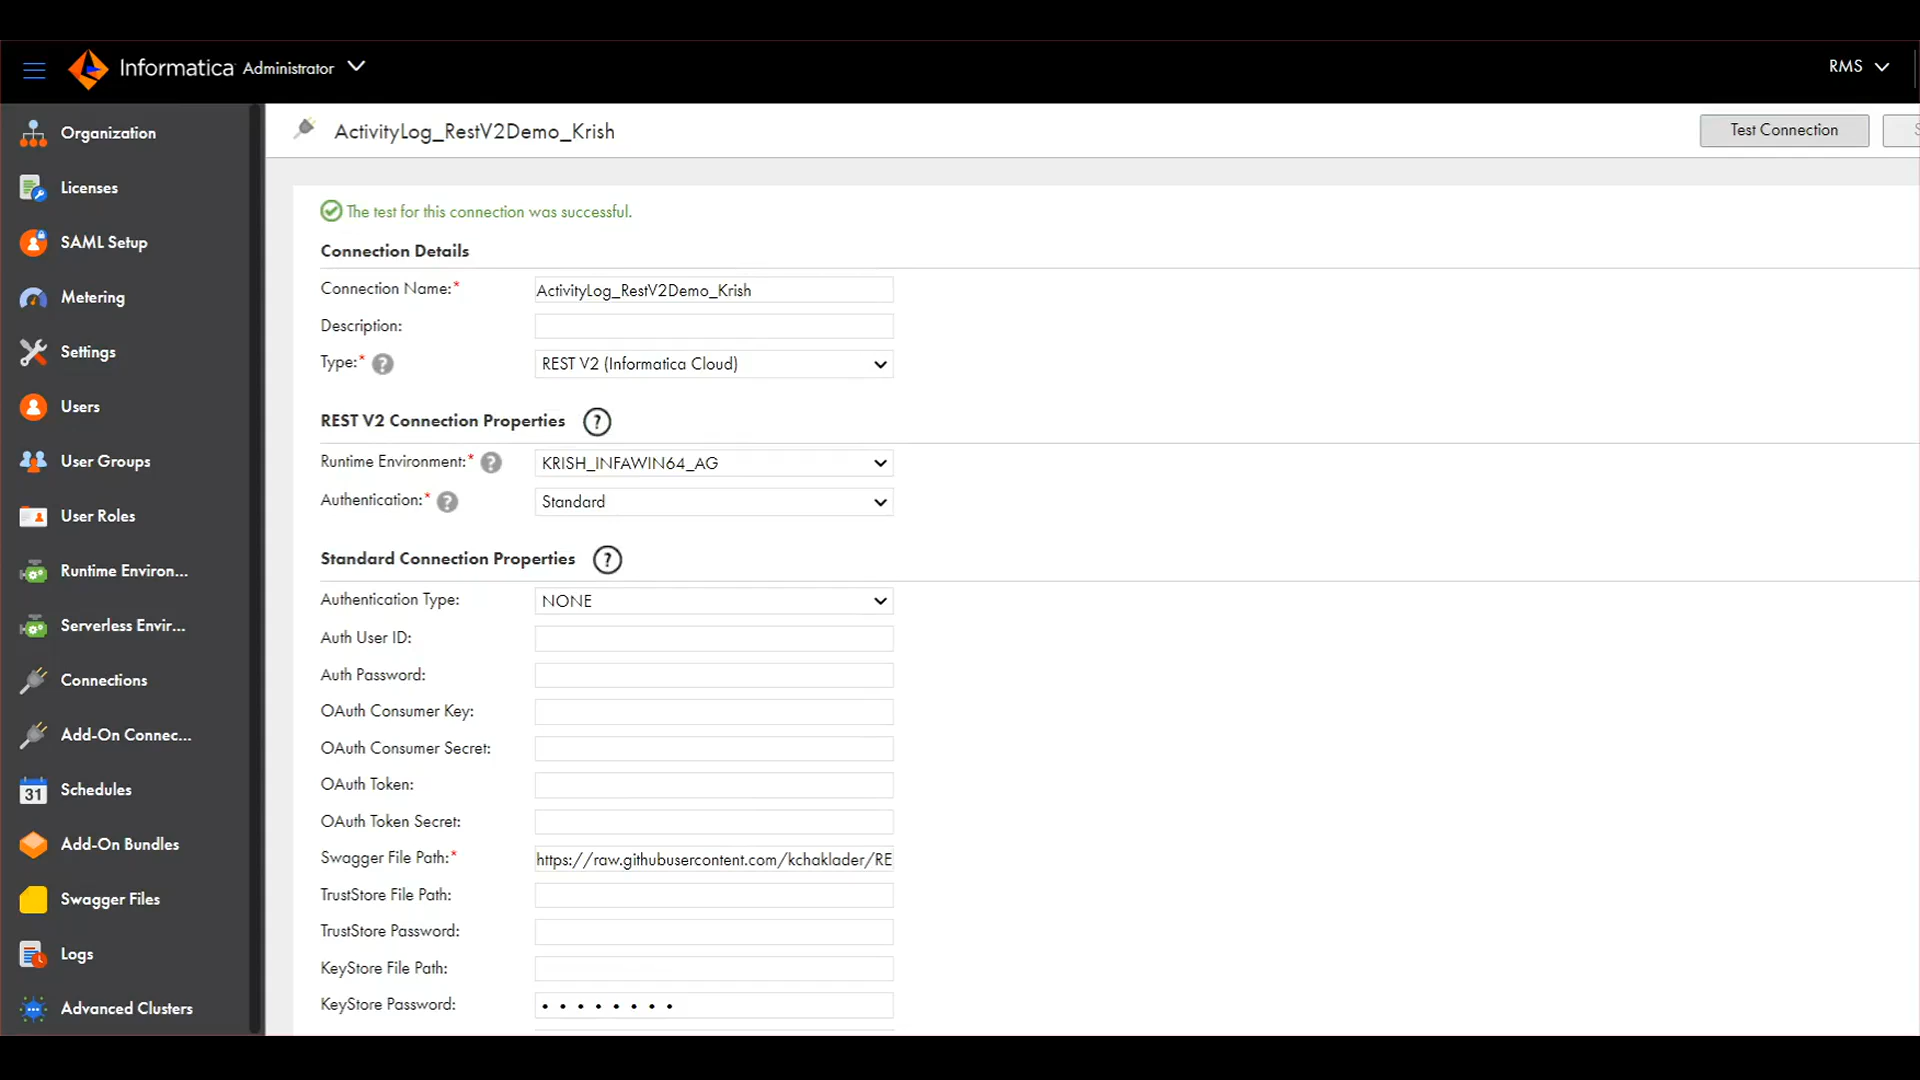 Informatica Administrator
RMS
Organization
Licenses
SAML Setup
Metering
Settings
Users
User Groups
User Roles
Runtime Environ...
Serverless Envir...
Connections
Add-On Connec...
Schedules
31
Add-On Bundles
Swagger Files
Logs
Advanced Clusters
ActivityLog_RestV2Demo_Krish
Test Connection
The test for this connection was successful.
Connection Details
Connection Name:* ActivityLog_RestV2Demo_Krish
Description:
Type:* ? REST V2 (Informatica Cloud)
REST V2 Connection Properties ?
Runtime Environment:* ? KRISH_INFAWIN64_AG
Authentication:* ? Standard
Standard Connection Properties ?
Authentication Type: NONE
Auth User ID:
Auth Password:
OAuth Consumer Key:
OAuth Consumer Secret:
OAuth Token:
OAuth Token Secret:
Swagger File Path:* https://raw.githubusercontent.com/kchaklader/RE
TrustStore File Path:
TrustStore Password:
KeyStore File Path:
KeyStore Password: • • • • • • • •